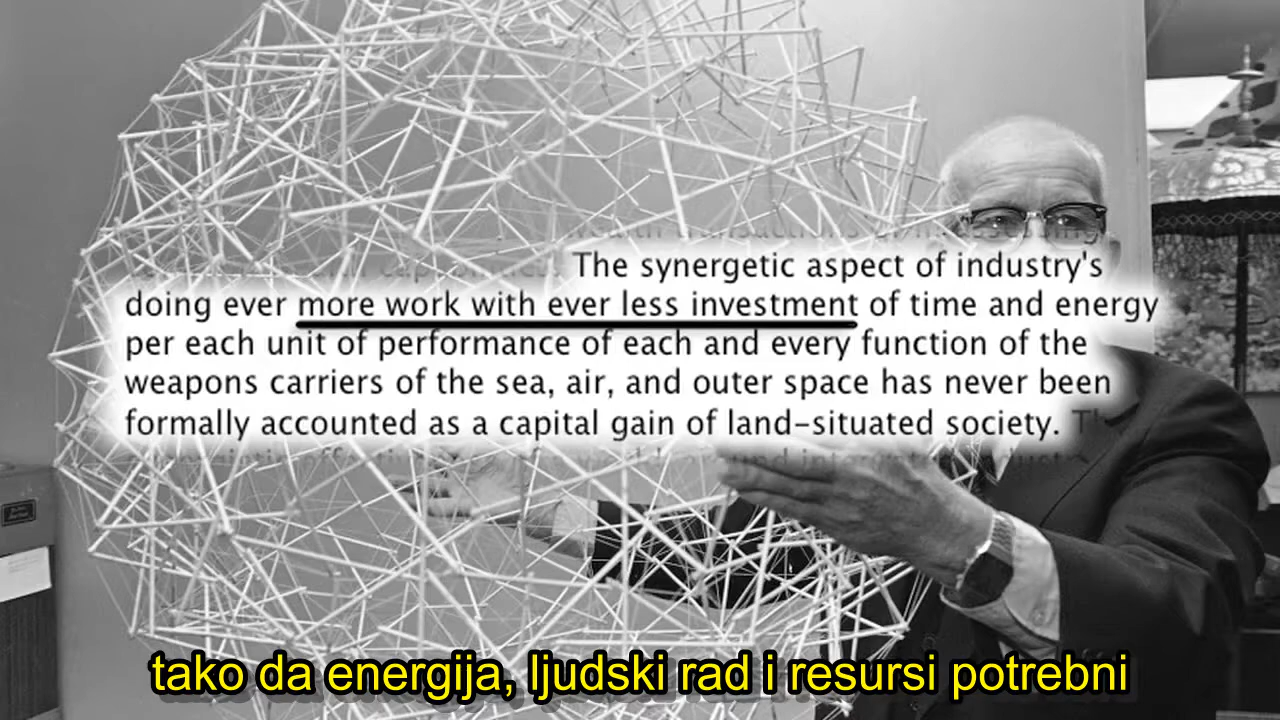 The synergetic aspect of industry's
doing ever more work with ever less investment of time and energy
per each unit of performance of each and every function of the
weapons carriers of the sea, air, and outer space has never been
formally accounted as a capital gain of land-situated society.
tako da energija, ljudski rad i resursi potrebni